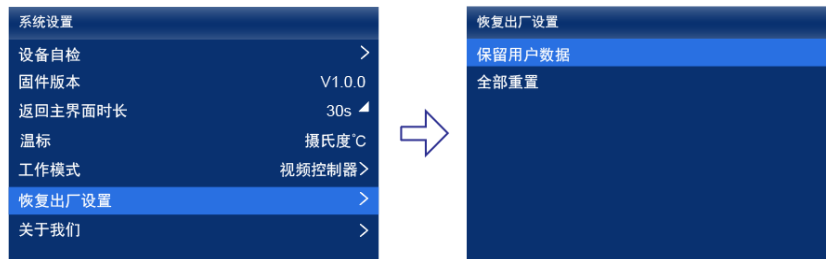 系统设置
设备自检 >
固件版本 V1.0.0
返回主界面时长 30s
温标 摄氏度℃
工作模式 视频控制器>
恢复出厂设置 >
关于我们 >
恢复出厂设置
保留用户数据
全部重置